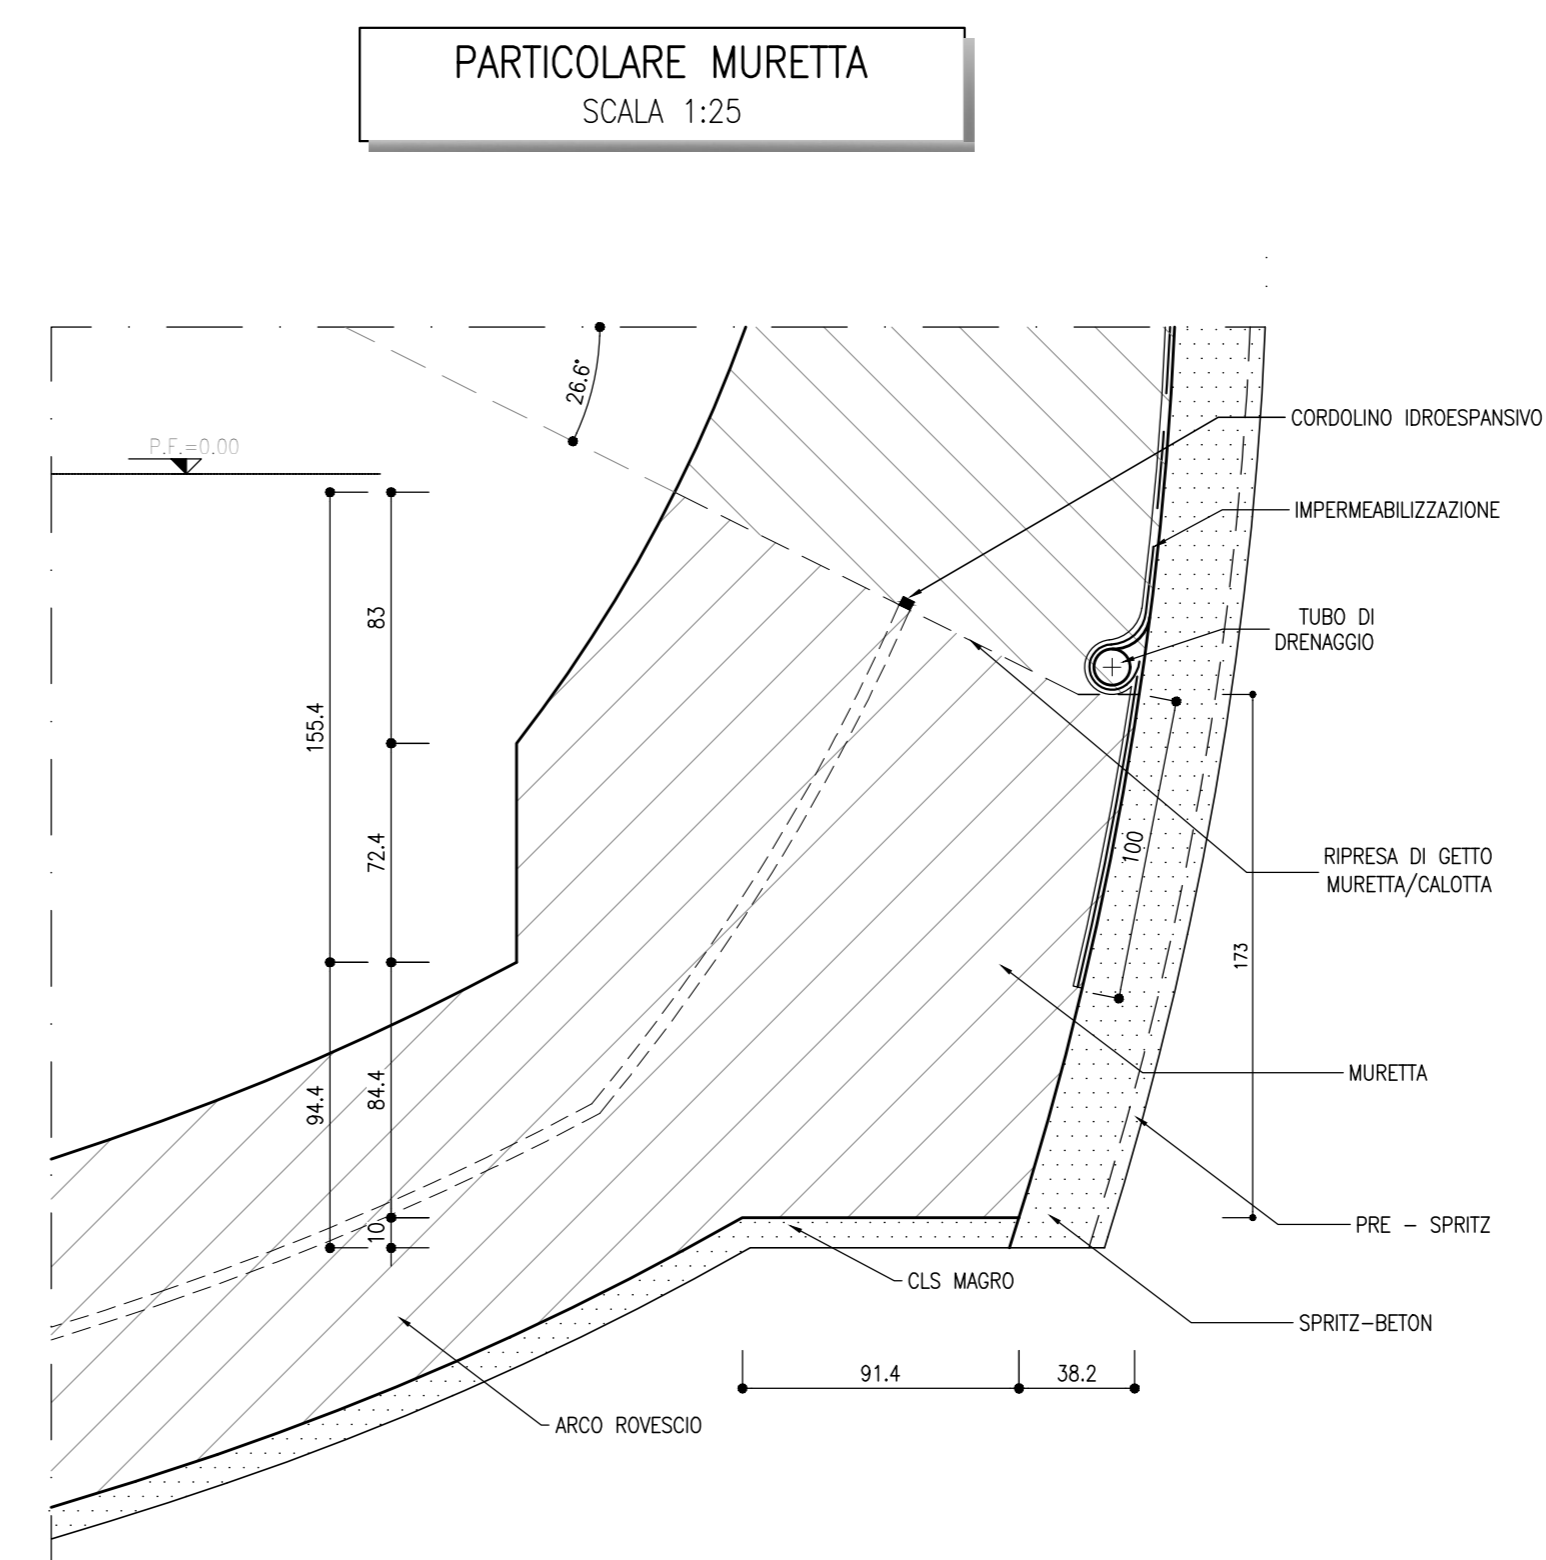 PARTICOLARE MURETTA
SCALA 1:25
26.6°
P.F.=0.00
CORDOLINO IDROESPANSIVO
IMPERMEABILIZZAZIONE
TUBO DI
DRENAGGIO
83
155.4
72.4
100
RIPRESA DI GETTO
MURETTA/CALOTTA
173
MURETTA
94.4
84.4
10
PRE - SPRITZ
CLS MAGRO
SPRITZ-BETON
91.4
38.2
ARCO ROVESCIO